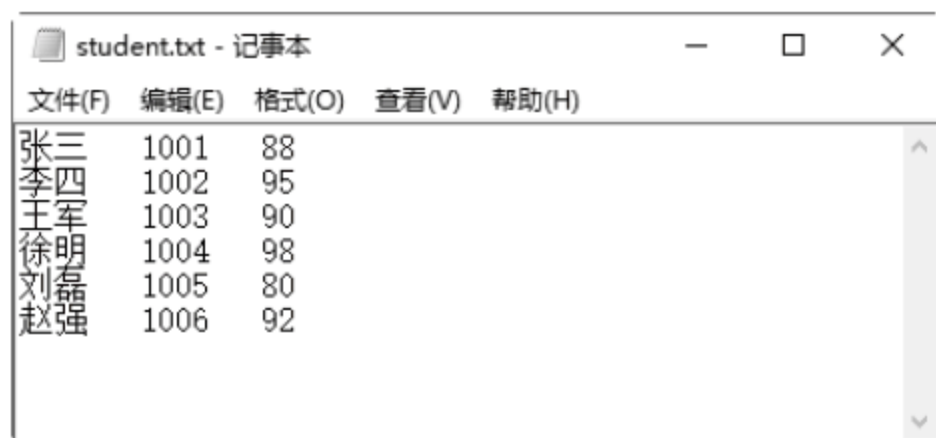 student.txt - 记事本
文件(F) 编辑(E) 格式(O) 查看(V) 帮助(H)
张三 1001 88
李四 1002 95
王军 1003 90
徐明 1004 98
刘磊 1005 80
赵强 1006 92